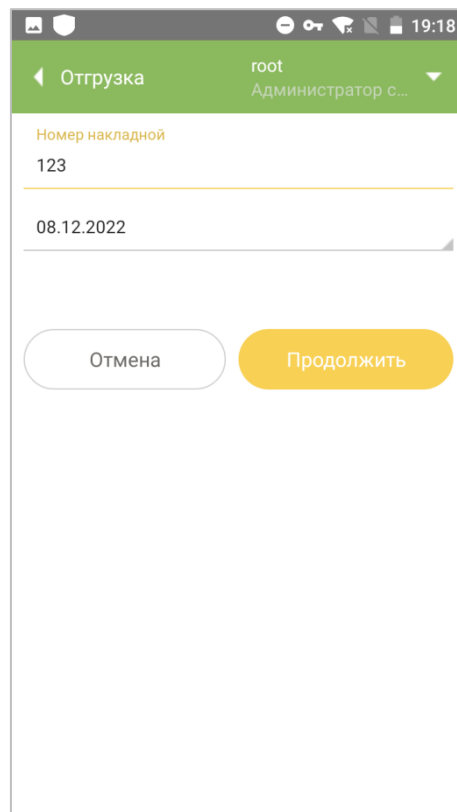 19:18
Отгрузка
root
Администратор с...
Номер накладной
123
08.12.2022
Отмена
Продолжить